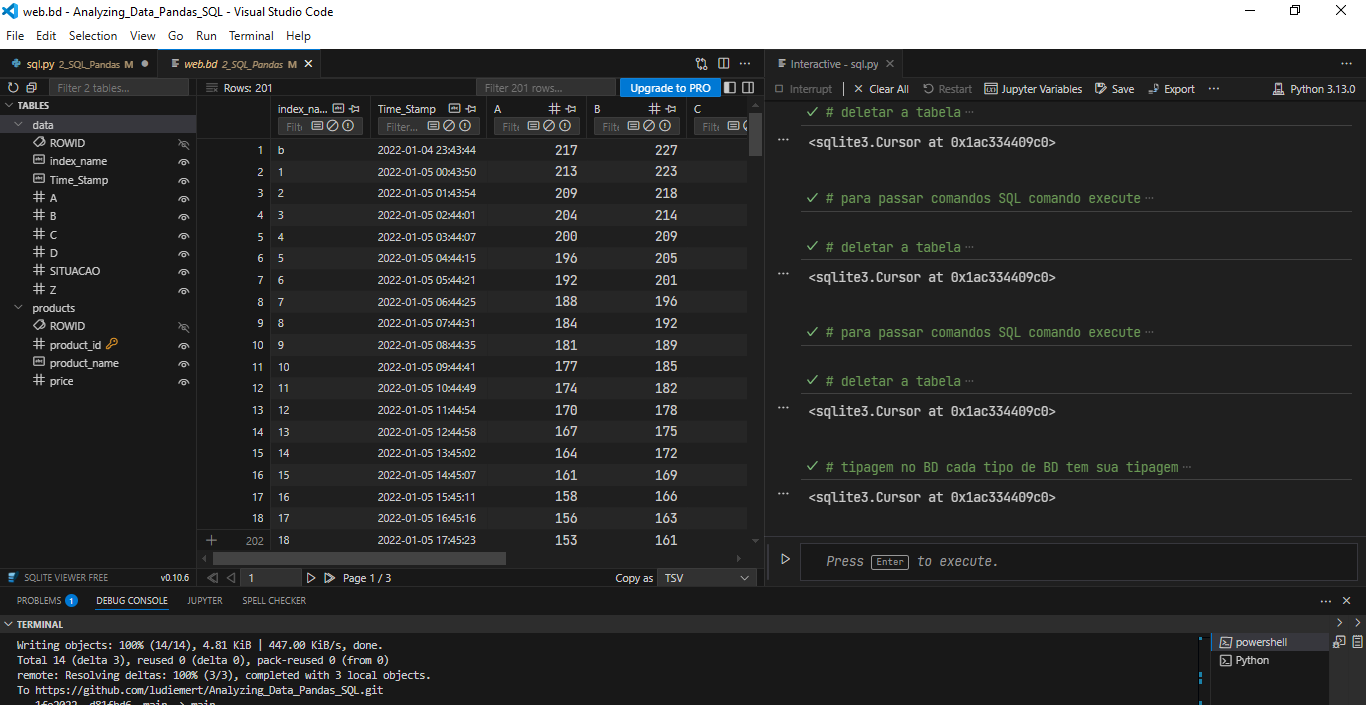 web.bd - Analyzing_Data_Pandas_SQL - Visual Studio Code
File Edit Selection View Go Run Terminal Help
sql.py 2_SQL_Pandas M
web.bd 2_SQL_Pandas M
Interactive - sql.py
Filter 2 tables...
Rows: 201
Filter 201 rows...
Upgrade to PRO
Interrupt
Clear All
Restart
Jupyter Variables
Save
Export
Python 3.13.0
TABLES
data
ROWID
index_name
Time_Stamp
A
B
C
D
SITUACAO
Z
products
ROWID
product_id
product_name
price
index_na... Time_Stamp A B C
Filt Filter... Filte Filte Filte
1 b 2022-01-04 23:43:44 217 227
2 1 2022-01-05 00:43:50 213 223
3 2 2022-01-05 01:43:54 209 218
4 3 2022-01-05 02:44:01 204 214
5 4 2022-01-05 03:44:07 200 209
6 5 2022-01-05 04:44:15 196 205
7 6 2022-01-05 05:44:21 192 201
8 7 2022-01-05 06:44:25 188 196
9 8 2022-01-05 07:44:31 184 192
10 9 2022-01-05 08:44:35 181 189
11 10 2022-01-05 09:44:41 177 185
12 11 2022-01-05 10:44:49 174 182
13 12 2022-01-05 11:44:54 170 178
14 13 2022-01-05 12:44:58 167 175
15 14 2022-01-05 13:45:02 164 172
16 15 2022-01-05 14:45:07 161 169
17 16 2022-01-05 15:45:11 158 166
18 17 2022-01-05 16:45:16 156 163
202 18 2022-01-05 17:45:23 153 161
# deletar a tabela
<sqlite3.Cursor at 0x1ac334409c0>
# para passar comandos SQL comando execute
# deletar a tabela
<sqlite3.Cursor at 0x1ac334409c0>
# para passar comandos SQL comando execute
# deletar a tabela
<sqlite3.Cursor at 0x1ac334409c0>
# tipagem no BD cada tipo de BD tem sua tipagem
<sqlite3.Cursor at 0x1ac334409c0>
Press Enter to execute.
SQLITE VIEWER FREE v0.10.6
1 Page 1 / 3 Copy as TSV
PROBLEMS 1 DEBUG CONSOLE JUPYTER SPELL CHECKER
TERMINAL
Writing objects: 100% (14/14), 4.81 KiB | 447.00 KiB/s, done.
Total 14 (delta 3), reused 0 (delta 0), pack-reused 0 (from 0)
remote: Resolving deltas: 100% (3/3), completed with 3 local objects.
To https://github.com/ludiemert/Analyzing_Data_Pandas_SQL.git
main -> main
powershell
Python